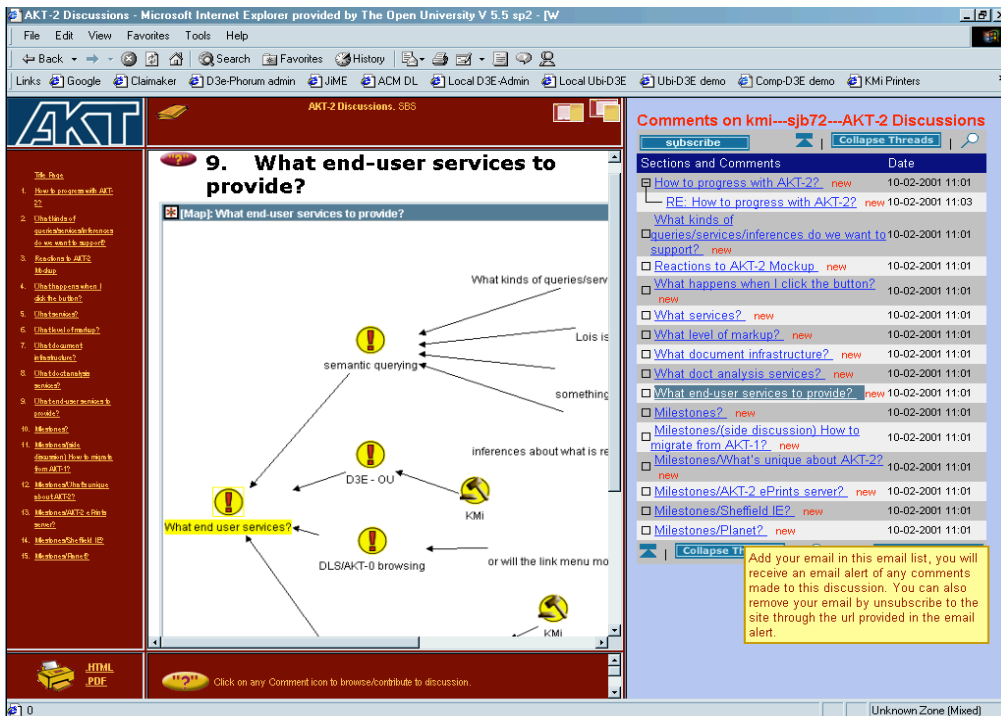 AKT-2 Discussions - Microsoft Internet Explorer provided by The Open University V 5.5 sp2 - [W
File Edit View Favorites Tools Help
Back Search Favorites History
Links Google Claimaker D3e-Phorum admin JiME ACM DL Local D3E-Admin Local Ubi-D3E Ubi-D3E demo Comp-D3E demo KMi Printers
AKT
Title Page
1. How to progress with AKT-
2?
2. What kinds of
queries/services/inferences
do we want to support?
3. Reactions to AKT-2
Mockup
4. What happens when I
click the button?
5. What services?
6. What level of markup?
7. What document
infrastructure?
8. What doct analysis
services?
9. What end-user services to
provide?
10. Milestones?
11. Milestones/(side
discussion) How to migrate
from AKT-1?
12. Milestones/What's unique
about AKT-2?
13. Milestones/AKT-2 ePrints
server?
14. Milestones/Sheffield IE?
15. Milestones/Planet?
.HTML
.PDF
AKT-2 Discussions. SBS
"?"
9. What end-user services to
provide?
[Map]: What end-user services to provide?
What kinds of queries/serv
Lois is
semantic querying
something
inferences about what is re
D3E - OU
KMi
What end user services?
or will the link menu mo
DLS/AKT-0 browsing
KMi
"?" Click on any Comment icon to browse/contribute to discussion.
Comments on kmi---sjb72---AKT-2 Discussions
subscribe | Collapse Threads |
Sections and Comments Date
How to progress with AKT-2? new 10-02-2001 11:01
RE: How to progress with AKT-2? new 10-02-2001 11:03
What kinds of
queries/services/inferences do we want to 10-02-2001 11:01
support? new
Reactions to AKT-2 Mockup new 10-02-2001 11:01
What happens when I click the button? 10-02-2001 11:01
new
What services? new 10-02-2001 11:01
What level of markup? new 10-02-2001 11:01
What document infrastructure? new 10-02-2001 11:01
What doct analysis services? new 10-02-2001 11:01
What end-user services to provide? new 10-02-2001 11:01
Milestones? new 10-02-2001 11:01
Milestones/(side discussion) How to 10-02-2001 11:01
migrate from AKT-1? new
Milestones/What's unique about AKT-2? 10-02-2001 11:01
new
Milestones/AKT-2 ePrints server? new 10-02-2001 11:01
Milestones/Sheffield IE? new 10-02-2001 11:01
Milestones/Planet? new 10-02-2001 11:01
| Collapse Th
Add your email in this email list, you will
receive an email alert of any comments
made to this discussion. You can also
remove your email by unsubscribe to the
site through the url provided in the email
alert.
0 Unknown Zone (Mixed)